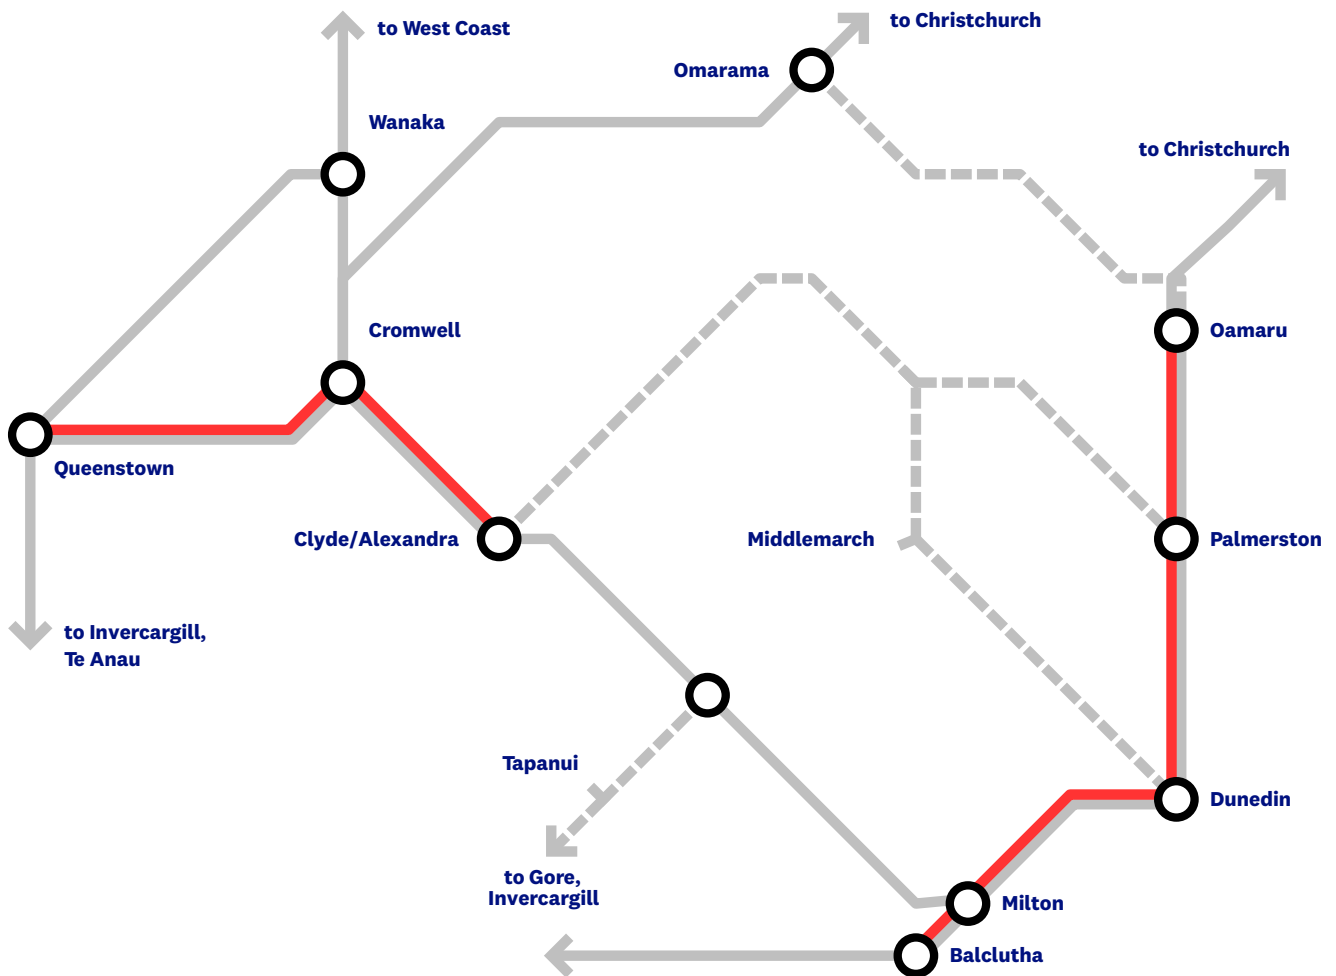 to West Coast
to Christchurch
Omarama
Wanaka
to Christchurch
Cromwell
Oamaru
Queenstown
Clyde/Alexandra
Middlemarch
Palmerston
to Invercargill,
Te Anau
Tapanui
Dunedin
to Gore,
Invercargill
Milton
Balclutha